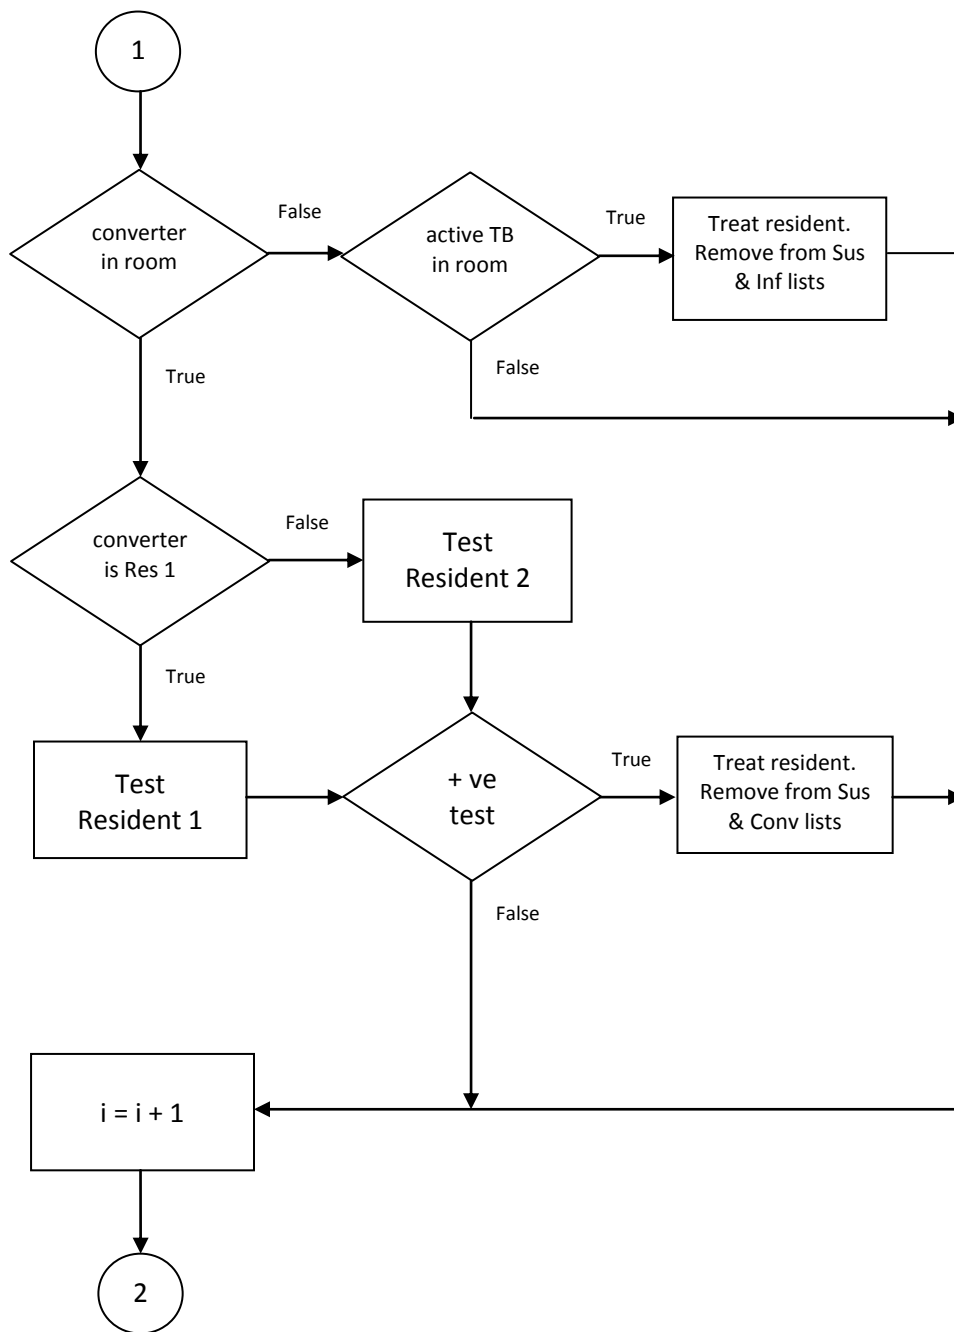 1
converter
in room
False
active TB
in room
True
Treat resident.
Remove from Sus
& Inf lists
True
False
converter
is Res 1
False
Test
Resident 2
True
Test
Resident 1
+ ve
test
True
Treat resident.
Remove from Sus
& Conv lists
False
i = i + 1
2